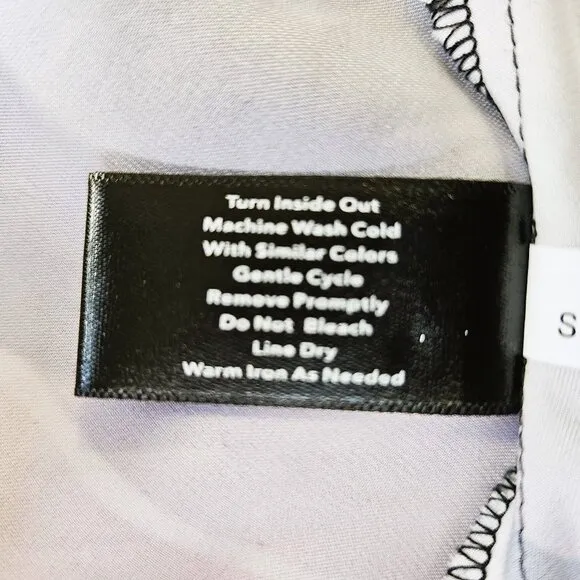 Turn Inside Out
Machine Wash Cold
With Similar Colors
Gentle Cycle
Remove Promptly
Do Not Bleach
Line Dry
Warm Iron As Needed
S